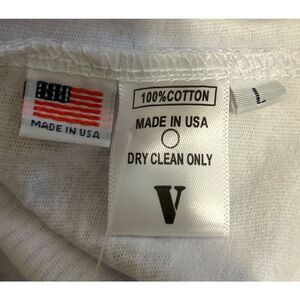 MADE IN USA
100%COTTON
MADE IN USA
DRY CLEAN ONLY
V
L